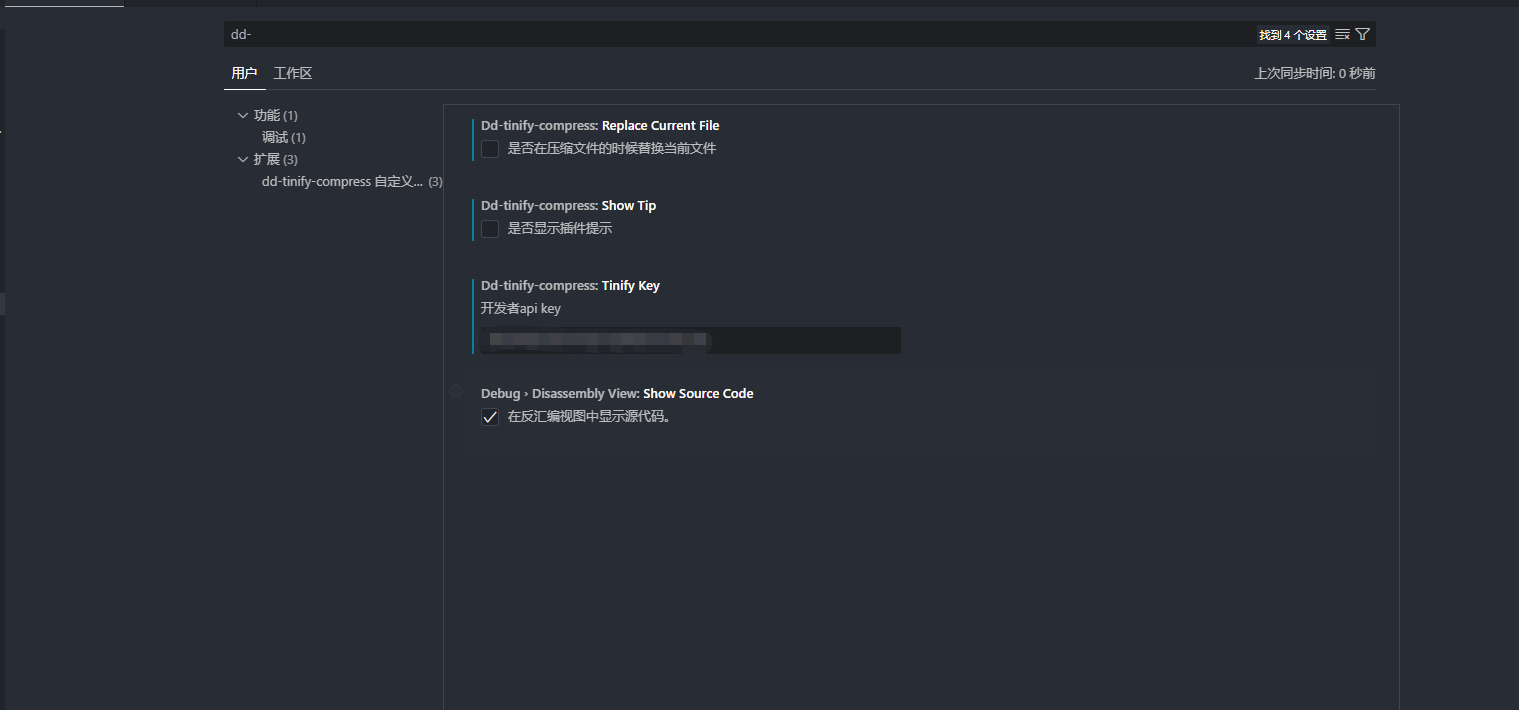 dd-
找到 4 个设置
用户 工作区
上次同步时间: 0 秒前
功能 (1)
调试 (1)
扩展 (3)
dd-tinify-compress 自定义... (3)
Dd-tinify-compress: Replace Current File
是否在压缩文件的时候替换当前文件
Dd-tinify-compress: Show Tip
是否显示插件提示
Dd-tinify-compress: Tinify Key
开发者api key
Debug › Disassembly View: Show Source Code
在反汇编视图中显示源代码。